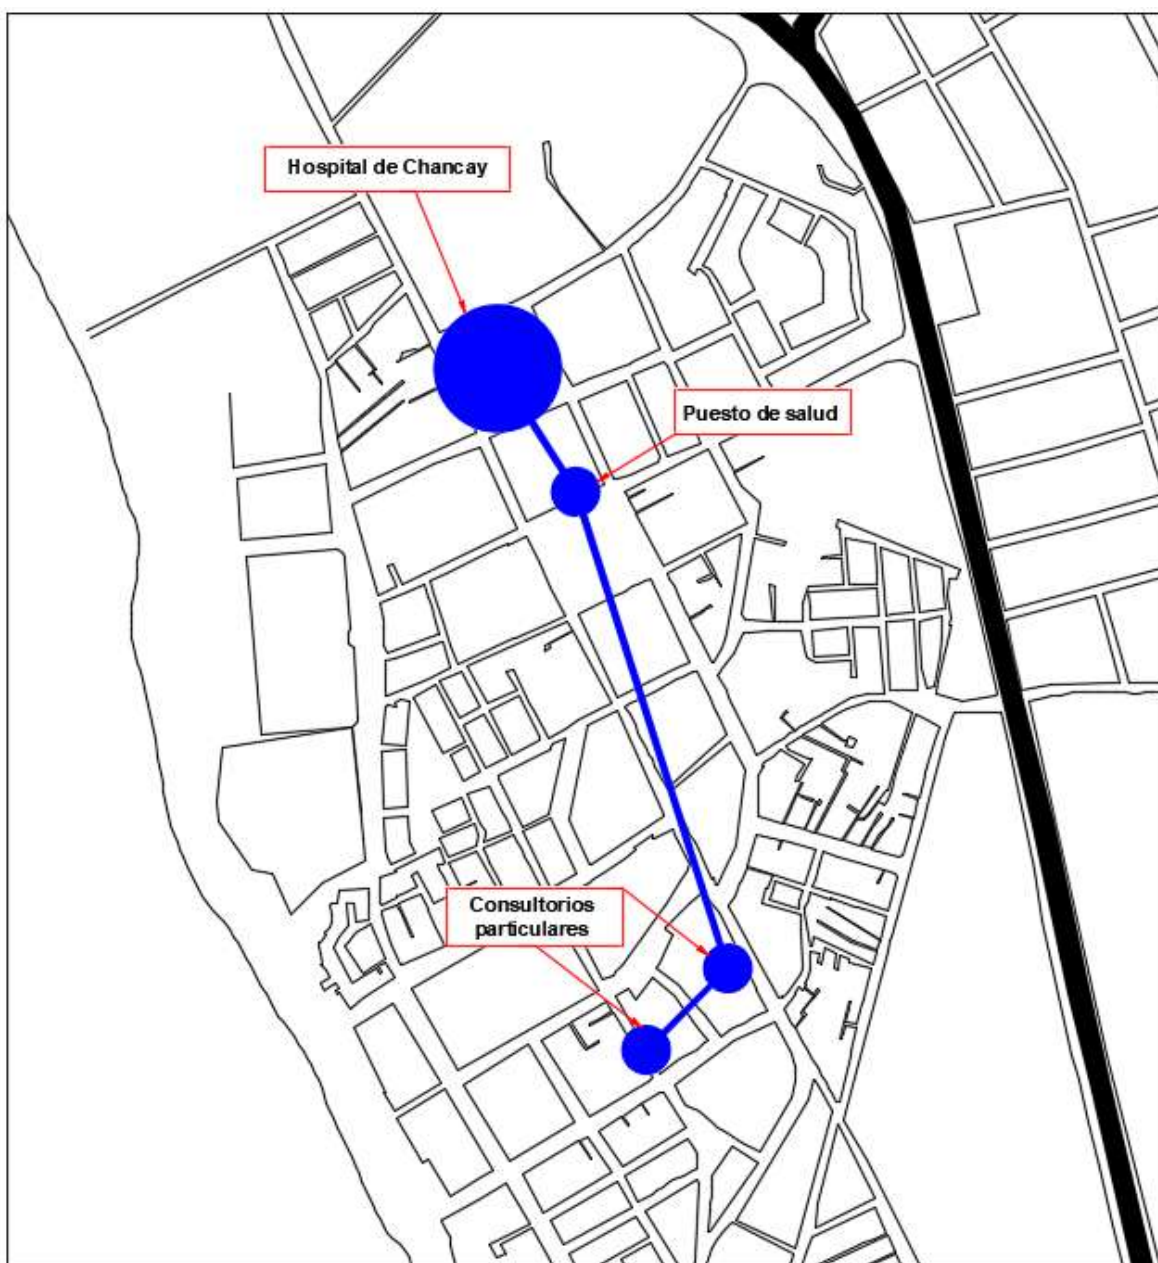 Hospital de Chancay
Puesto de salud
Consultorios
particulares